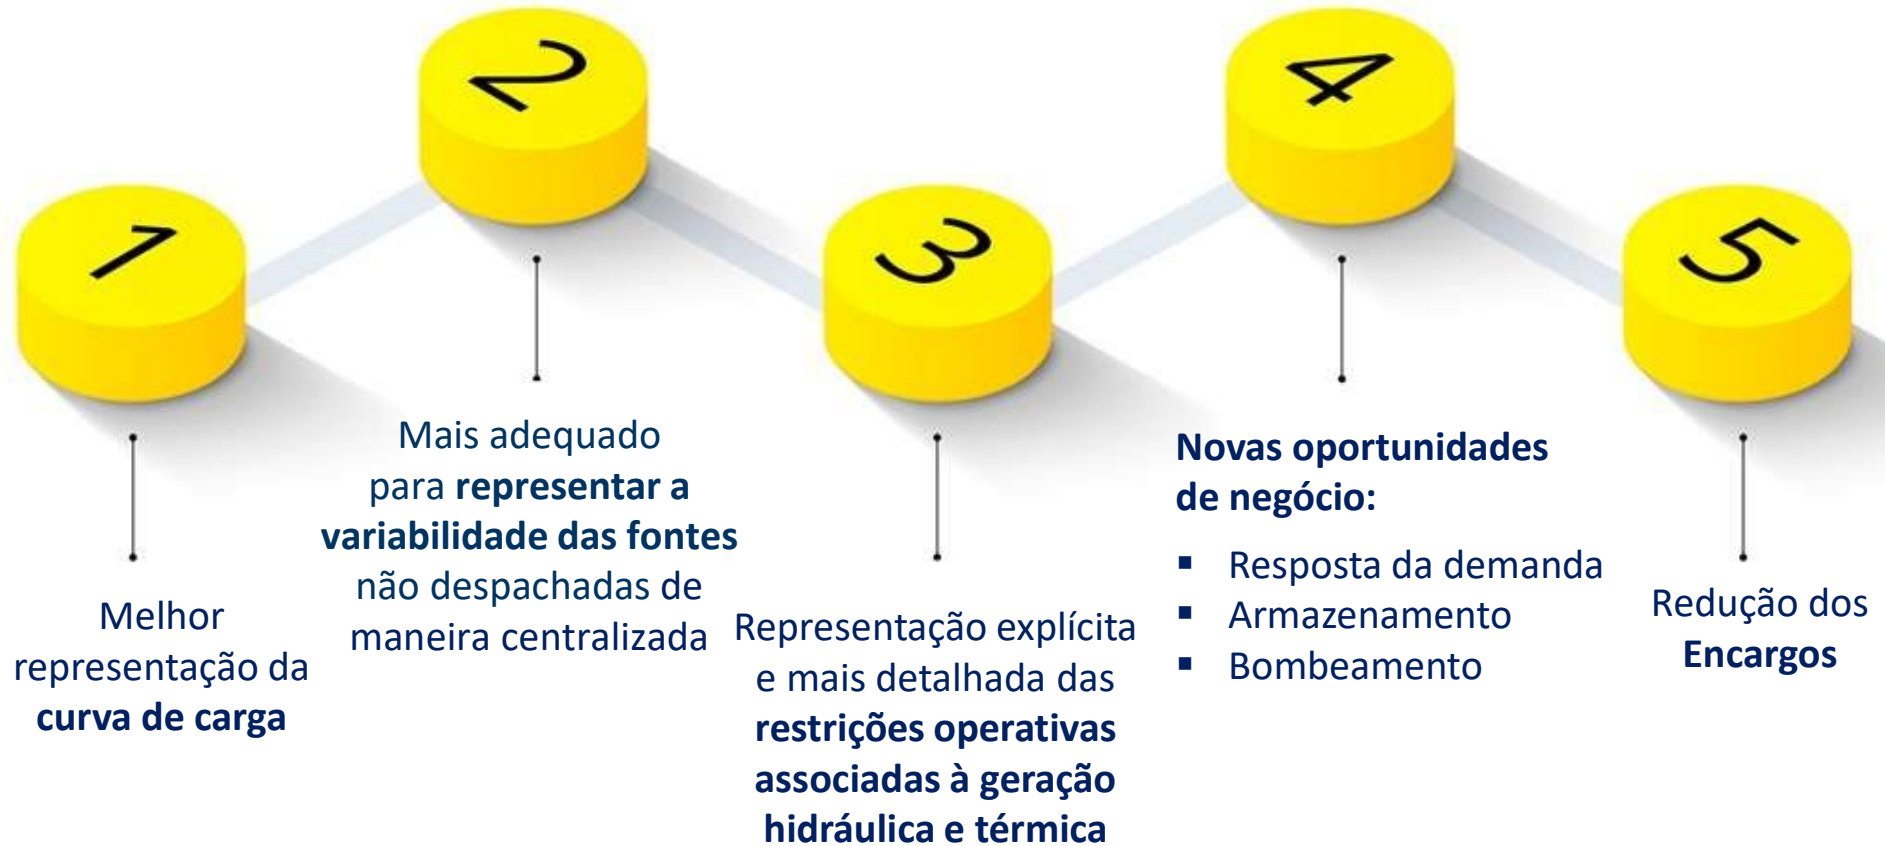 1
Melhor
representação da
curva de carga
2
Mais adequado
para representar a
variabilidade das fontes
não despachadas de
maneira centralizada
3
Representação explícita
e mais detalhada das
restrições operativas
associadas à geração
hidráulica e térmica
4
Novas oportunidades
de negócio:
▪ Resposta da demanda
▪ Armazenamento
▪ Bombeamento
5
Redução dos
Encargos